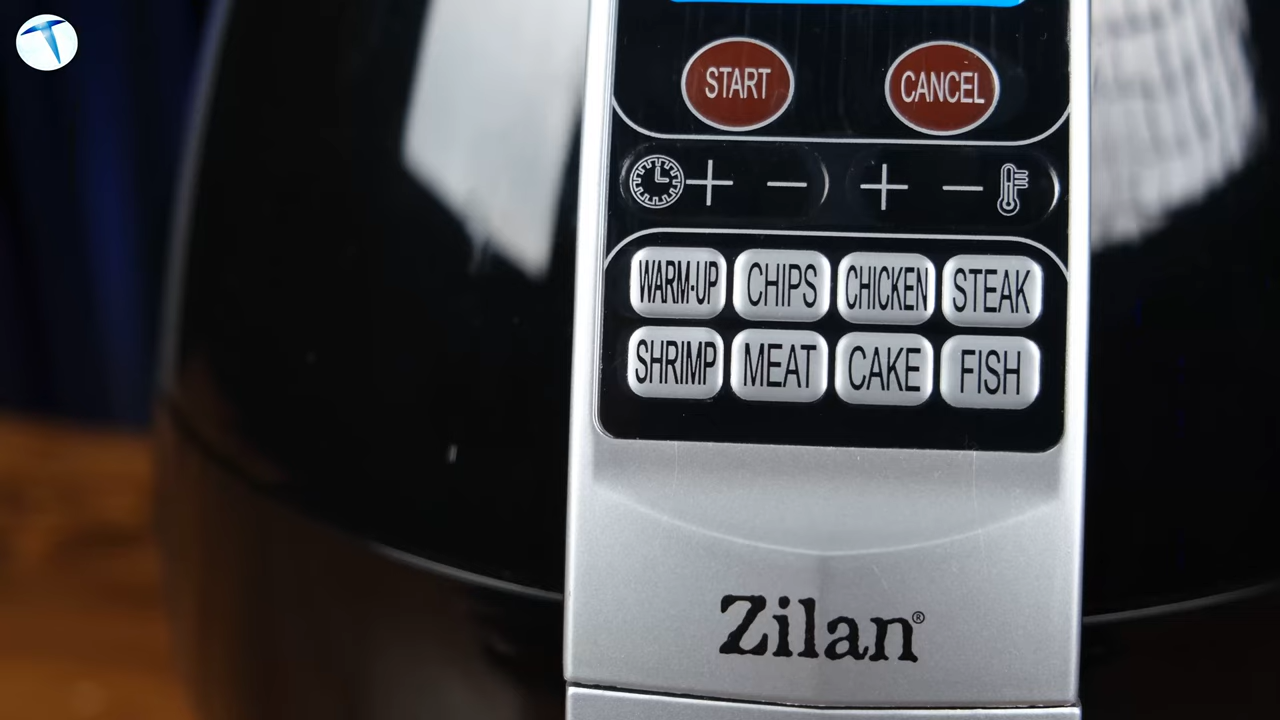 START CANCEL
+ − + −
WARM-UP CHIPS CHICKEN STEAK
SHRIMP MEAT CAKE FISH
Zilan®